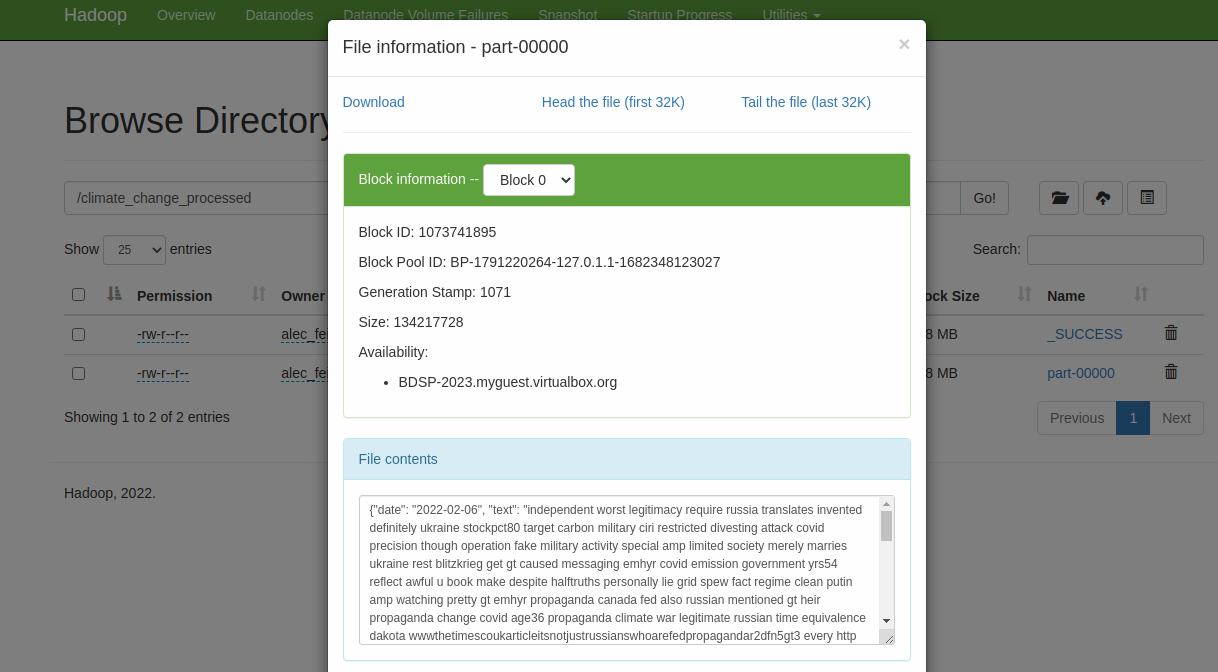 Hadoop Overview Datanodes Datanode Volume Failures Snapshot Startup Progress Utilities
File information - part-00000 ×
Download Head the file (first 32K) Tail the file (last 32K)
Browse Directory
Block information -- Block 0
/climate_change_processed Go!
Block ID: 1073741895
Show 25 entries Search:
Block Pool ID: BP-1791220264-127.0.1.1-1682348123027
Permission Owner ock Size Name
Generation Stamp: 1071
Size: 134217728
-rw-r--r-- alec_fe 8 MB _SUCCESS
Availability:
-rw-r--r-- alec_fe 8 MB part-00000
BDSP-2023.myguest.virtualbox.org
Showing 1 to 2 of 2 entries Previous 1 Next
File contents
Hadoop, 2022.
{"date": "2022-02-06", "text": "independent worst legitimacy require russia translates invented
definitely ukraine stockpct80 target carbon military ciri restricted divesting attack covid
precision though operation fake military activity special amp limited society merely marries
ukraine rest blitzkrieg get gt caused messaging emhyr covid emission government yrs54
reflect awful u book make despite halftruths personally lie grid spew fact regime clean putin
amp watching pretty gt emhyr propaganda canada fed also russian mentioned gt heir
propaganda change covid age36 propaganda climate war legitimate russian time equivalence
dakota wwwthetimescoukarticleitsnotjustrussianswhoarefedpropagandar2dfn5gt3 every http